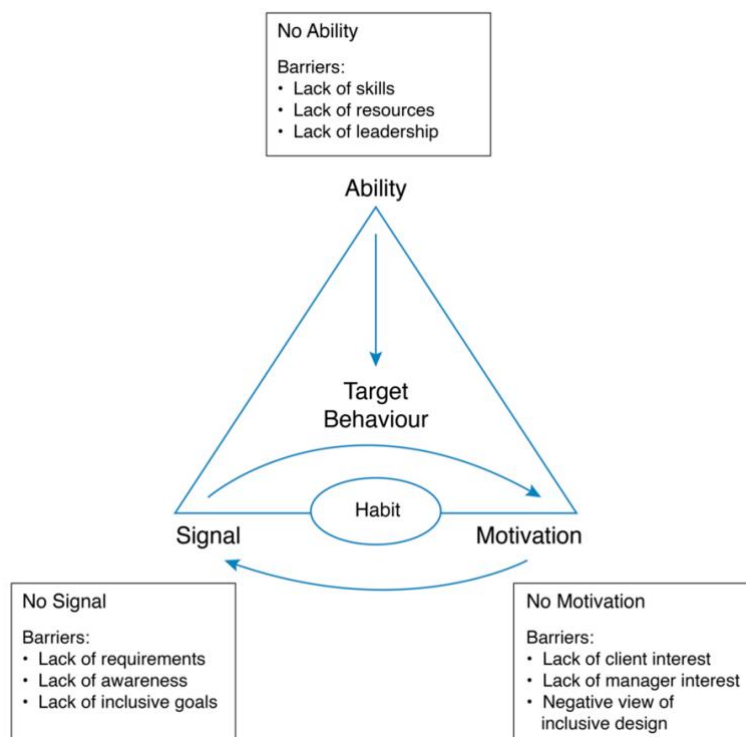 No Ability
Barriers:
• Lack of skills
• Lack of resources
• Lack of leadership
Ability
Target
Behaviour
Habit
Signal
Motivation
No Signal
Barriers:
• Lack of requirements
• Lack of awareness
• Lack of inclusive goals
No Motivation
Barriers:
• Lack of client interest
• Lack of manager interest
• Negative view of
inclusive design